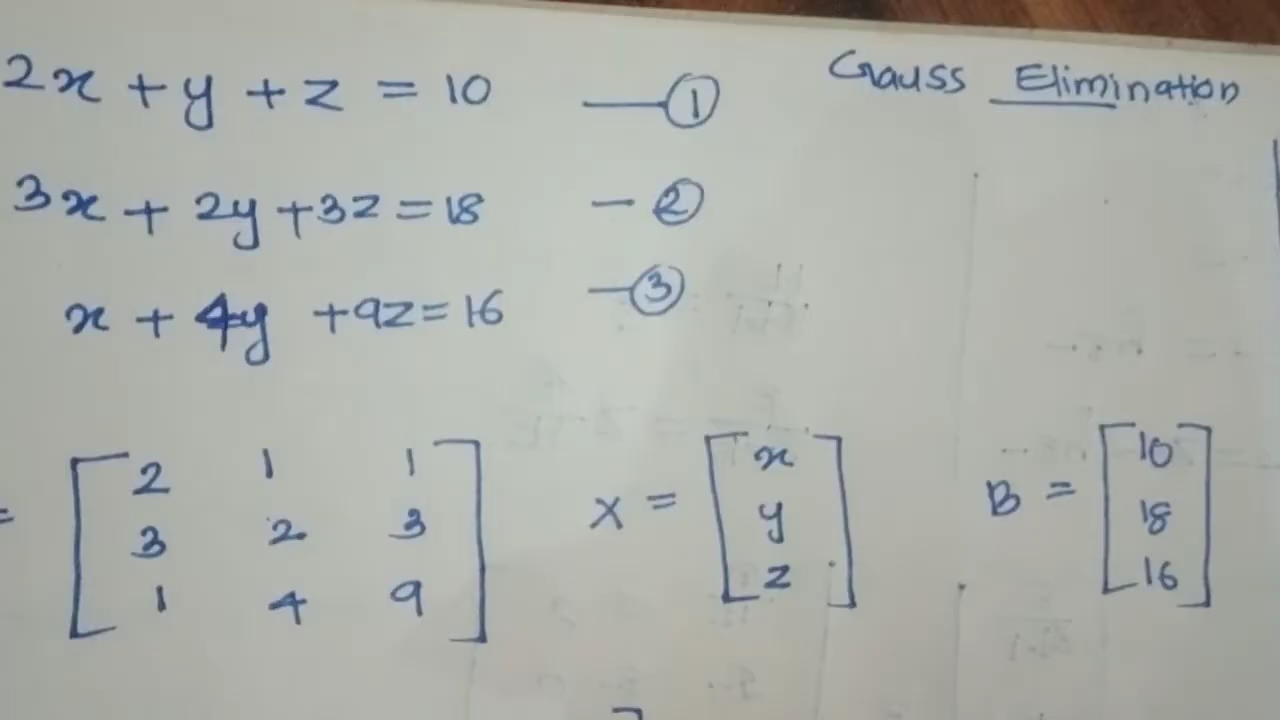 Gauss Elimination
2x + y + z = 10 — ①
3x + 2y + 3z = 18 — ②
x + 4y + 9z = 16 — ③
= [2 1 1
3 2 3
1 4 9]
X = [x
y
z]
B = [10
18
16]